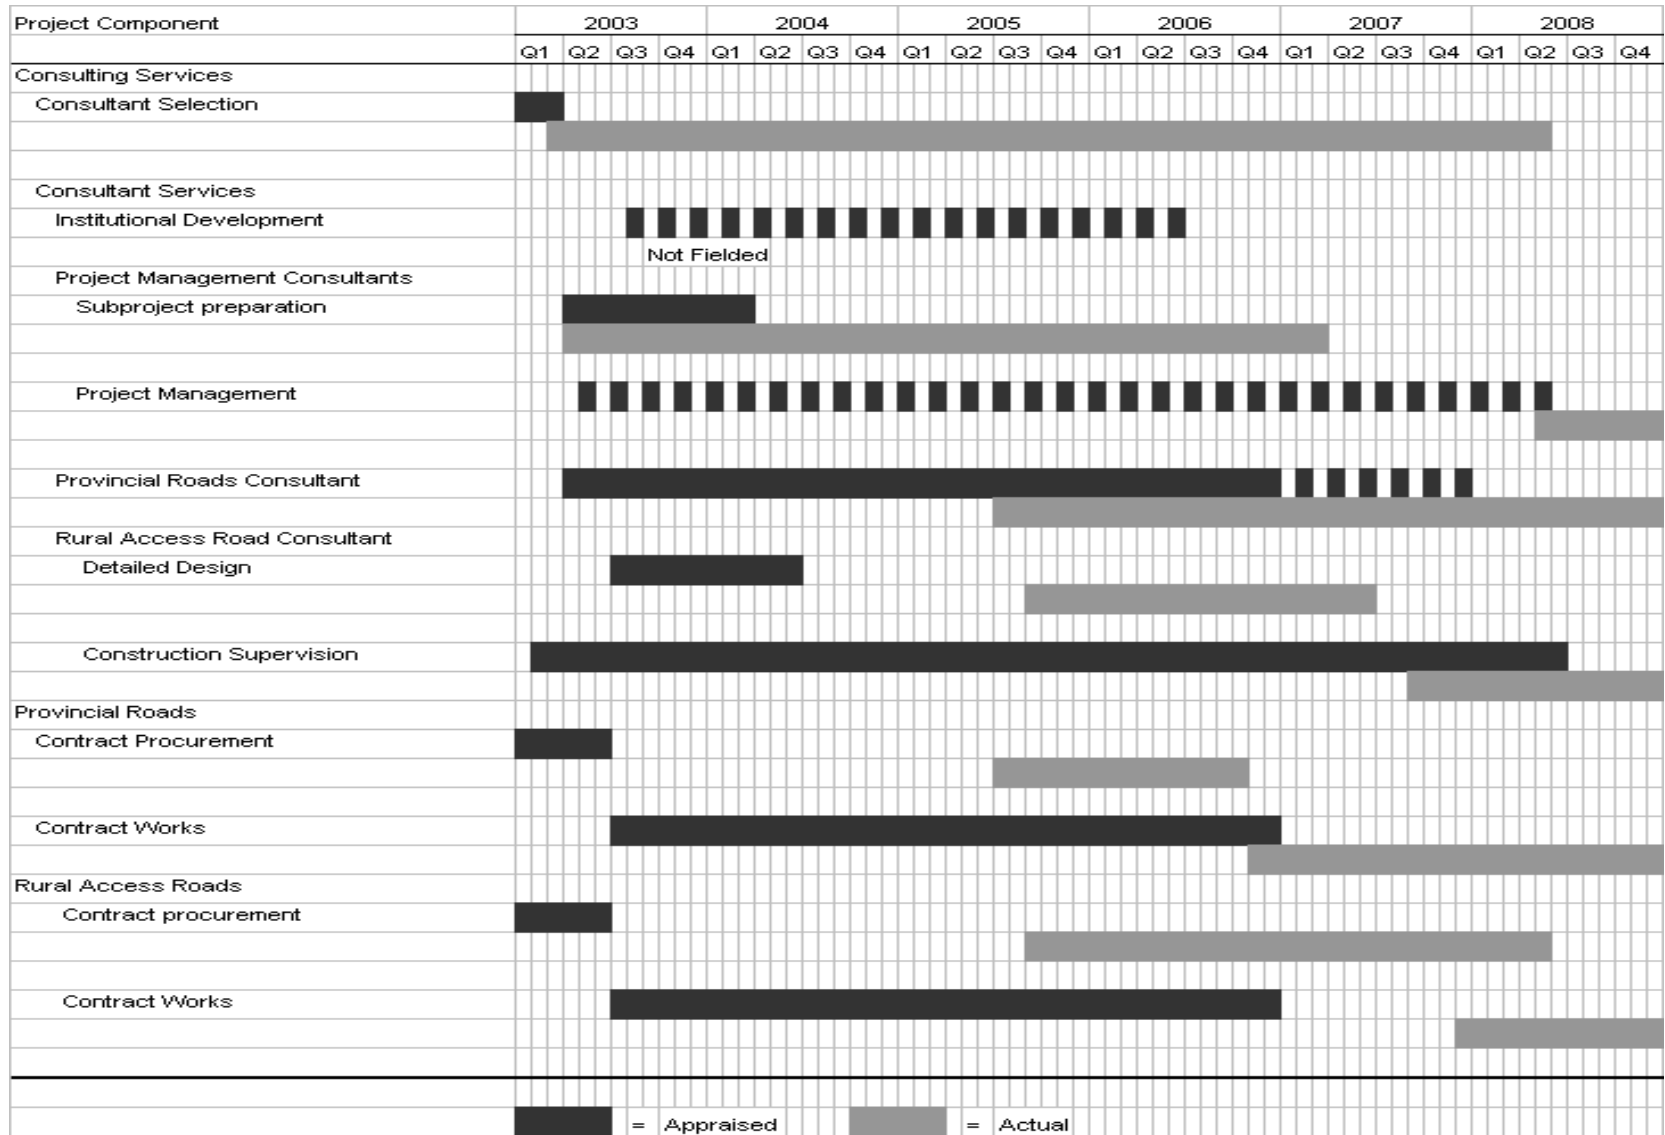 Project Component 2003 2004 2005 2006 2007 2008
Q1 Q2 Q3 Q4 Q1 Q2 Q3 Q4 Q1 Q2 Q3 Q4 Q1 Q2 Q3 Q4 Q1 Q2 Q3 Q4 Q1 Q2 Q3 Q4
Consulting Services
Consultant Selection
Consultant Services
Institutional Development
Not Fielded
Project Management Consultants
Subproject preparation
Project Management
Provincial Roads Consultant
Rural Access Road Consultant
Detailed Design
Construction Supervision
Provincial Roads
Contract Procurement
Contract Works
Rural Access Roads
Contract procurement
Contract Works
= Appraised = Actual